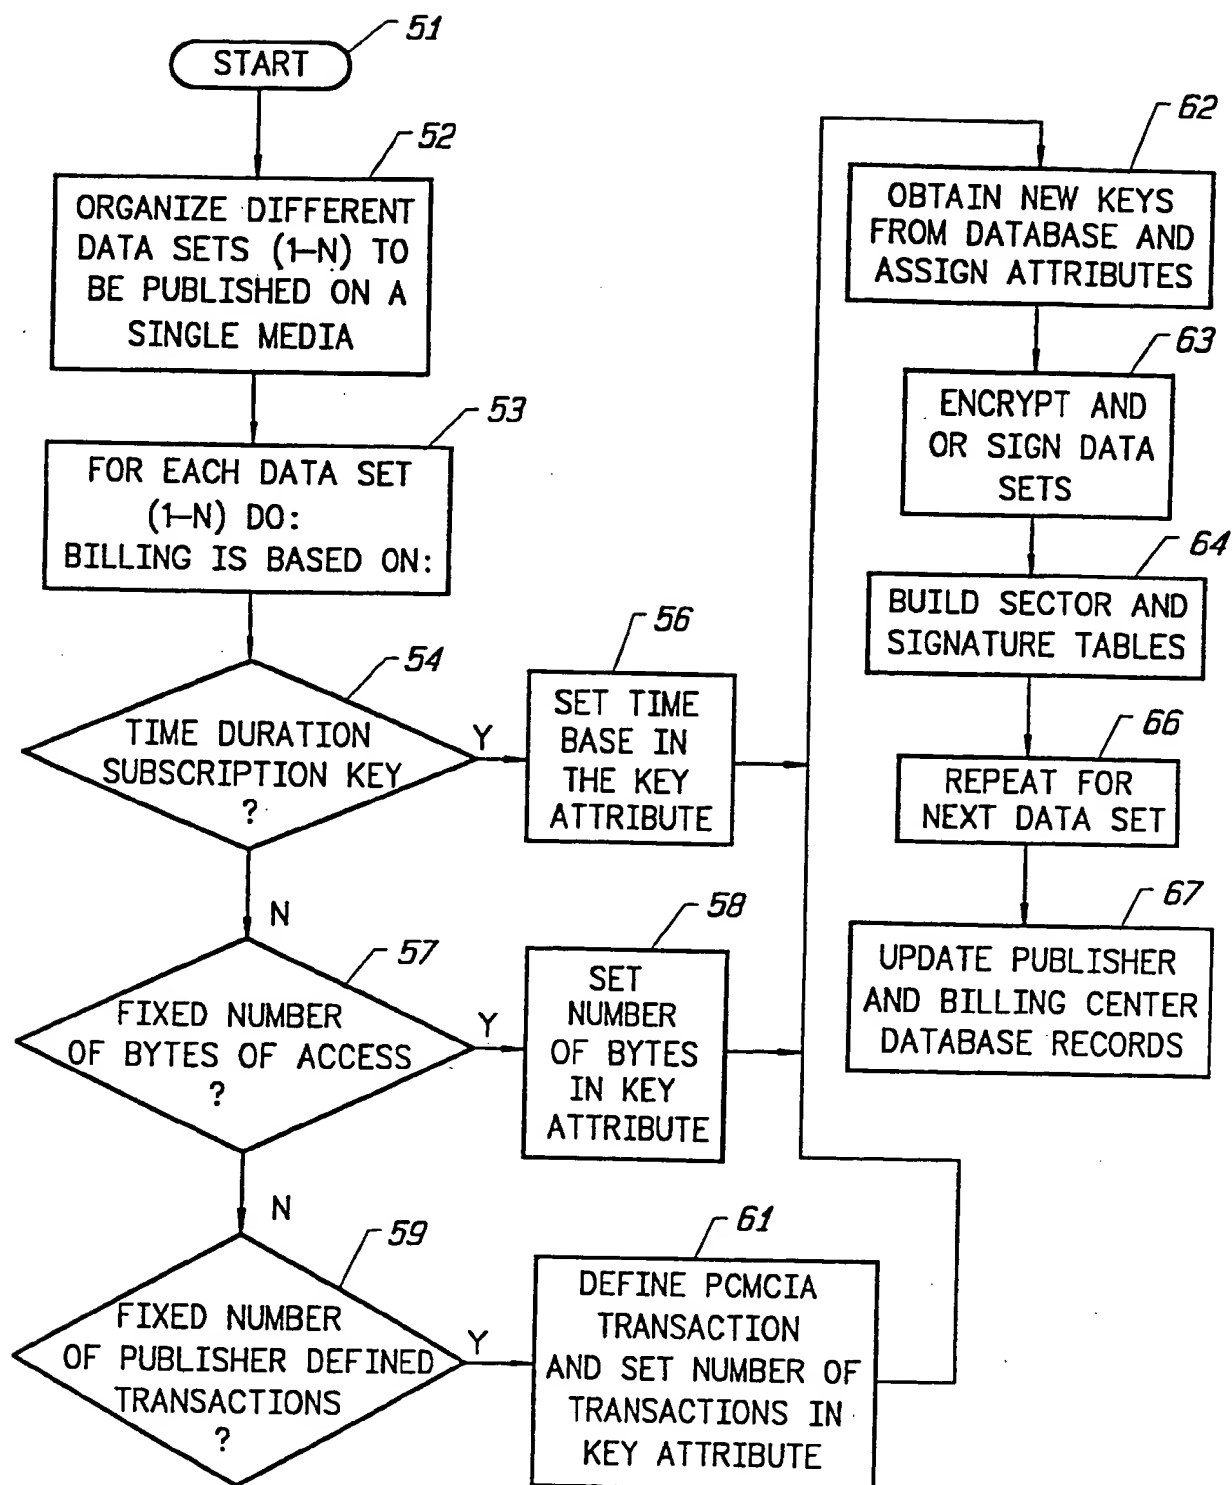 51
START
52
ORGANIZE DIFFERENT
DATA SETS (1-N) TO
BE PUBLISHED ON A
SINGLE MEDIA
53
FOR EACH DATA SET
(1-N) DO:
BILLING IS BASED ON:
54
TIME DURATION
SUBSCRIPTION KEY
?
Y
N
56
SET TIME
BASE IN
THE KEY
ATTRIBUTE
57
FIXED NUMBER
OF BYTES OF ACCESS
?
Y
N
58
SET
NUMBER
OF BYTES
IN KEY
ATTRIBUTE
59
FIXED NUMBER
OF PUBLISHER DEFINED
TRANSACTIONS
?
Y
61
DEFINE PCMCIA
TRANSACTION
AND SET NUMBER OF
TRANSACTIONS IN
KEY ATTRIBUTE
62
OBTAIN NEW KEYS
FROM DATABASE AND
ASSIGN ATTRIBUTES
63
ENCRYPT AND
OR SIGN DATA
SETS
64
BUILD SECTOR AND
SIGNATURE TABLES
66
REPEAT FOR
NEXT DATA SET
67
UPDATE PUBLISHER
AND BILLING CENTER
DATABASE RECORDS